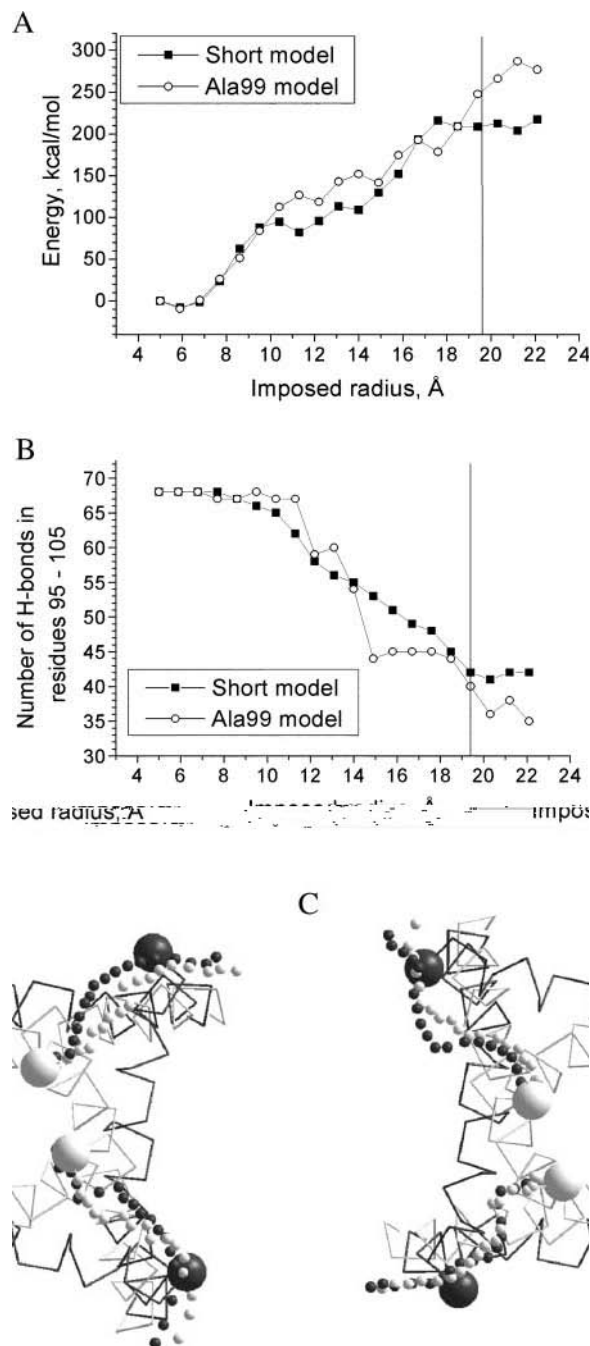 A
Short model
Ala99 model
Energy, kcal/mol
300
250
200
150
100
50
0
4 6 8 10 12 14 16 18 20 22 24
Imposed radius, Å
B
Number of H-bonds in
residues 95 - 105
70
65
60
55
50
45
40
35
30
Short model
Ala99 model
4 6 8 10 12 14 16 18 20 22 24
sed radius, Å
C